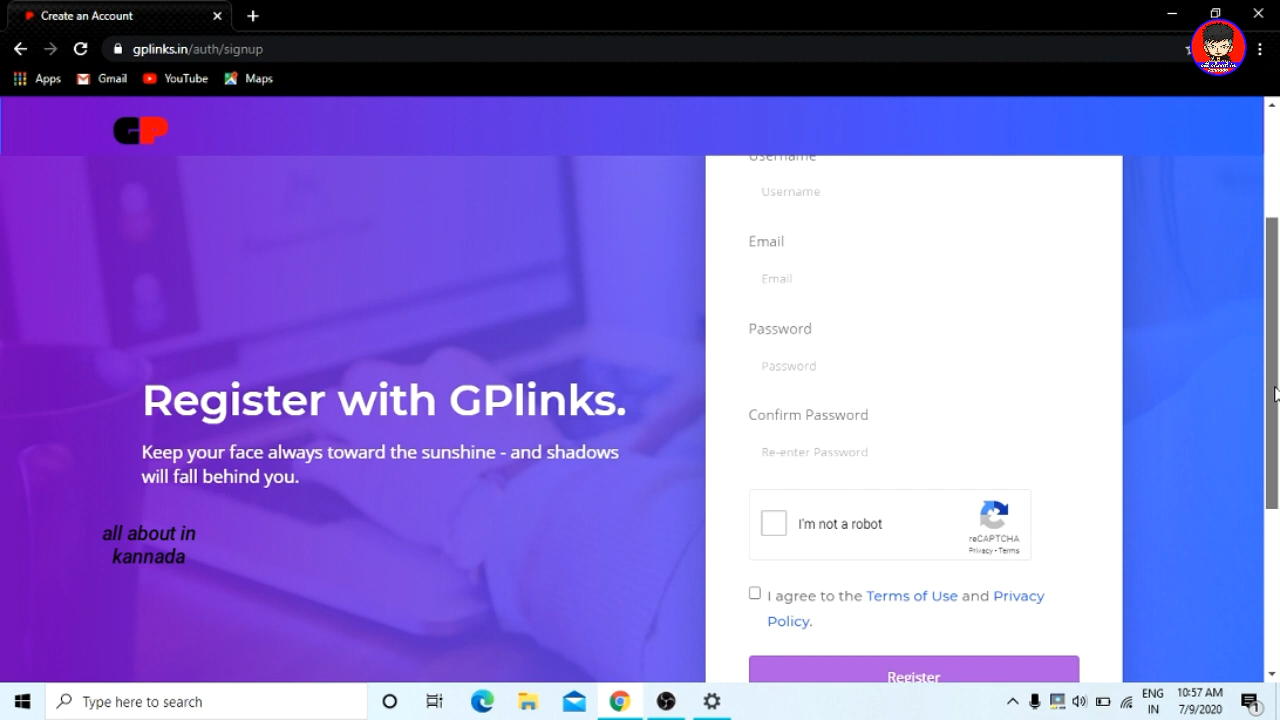 Create an Account
gplinks.in/auth/signup
Apps Gmail YouTube Maps
GP
Username
Username
Email
Email
Password
Password
Confirm Password
Re-enter Password
Register with GPlinks.
Keep your face always toward the sunshine - and shadows
will fall behind you.
all about in
kannada
I'm not a robot
reCAPTCHA
Privacy - Terms
I agree to the Terms of Use and Privacy
Policy.
Register
Type here to search
ENG
IN
10:57 AM
7/9/2020
1